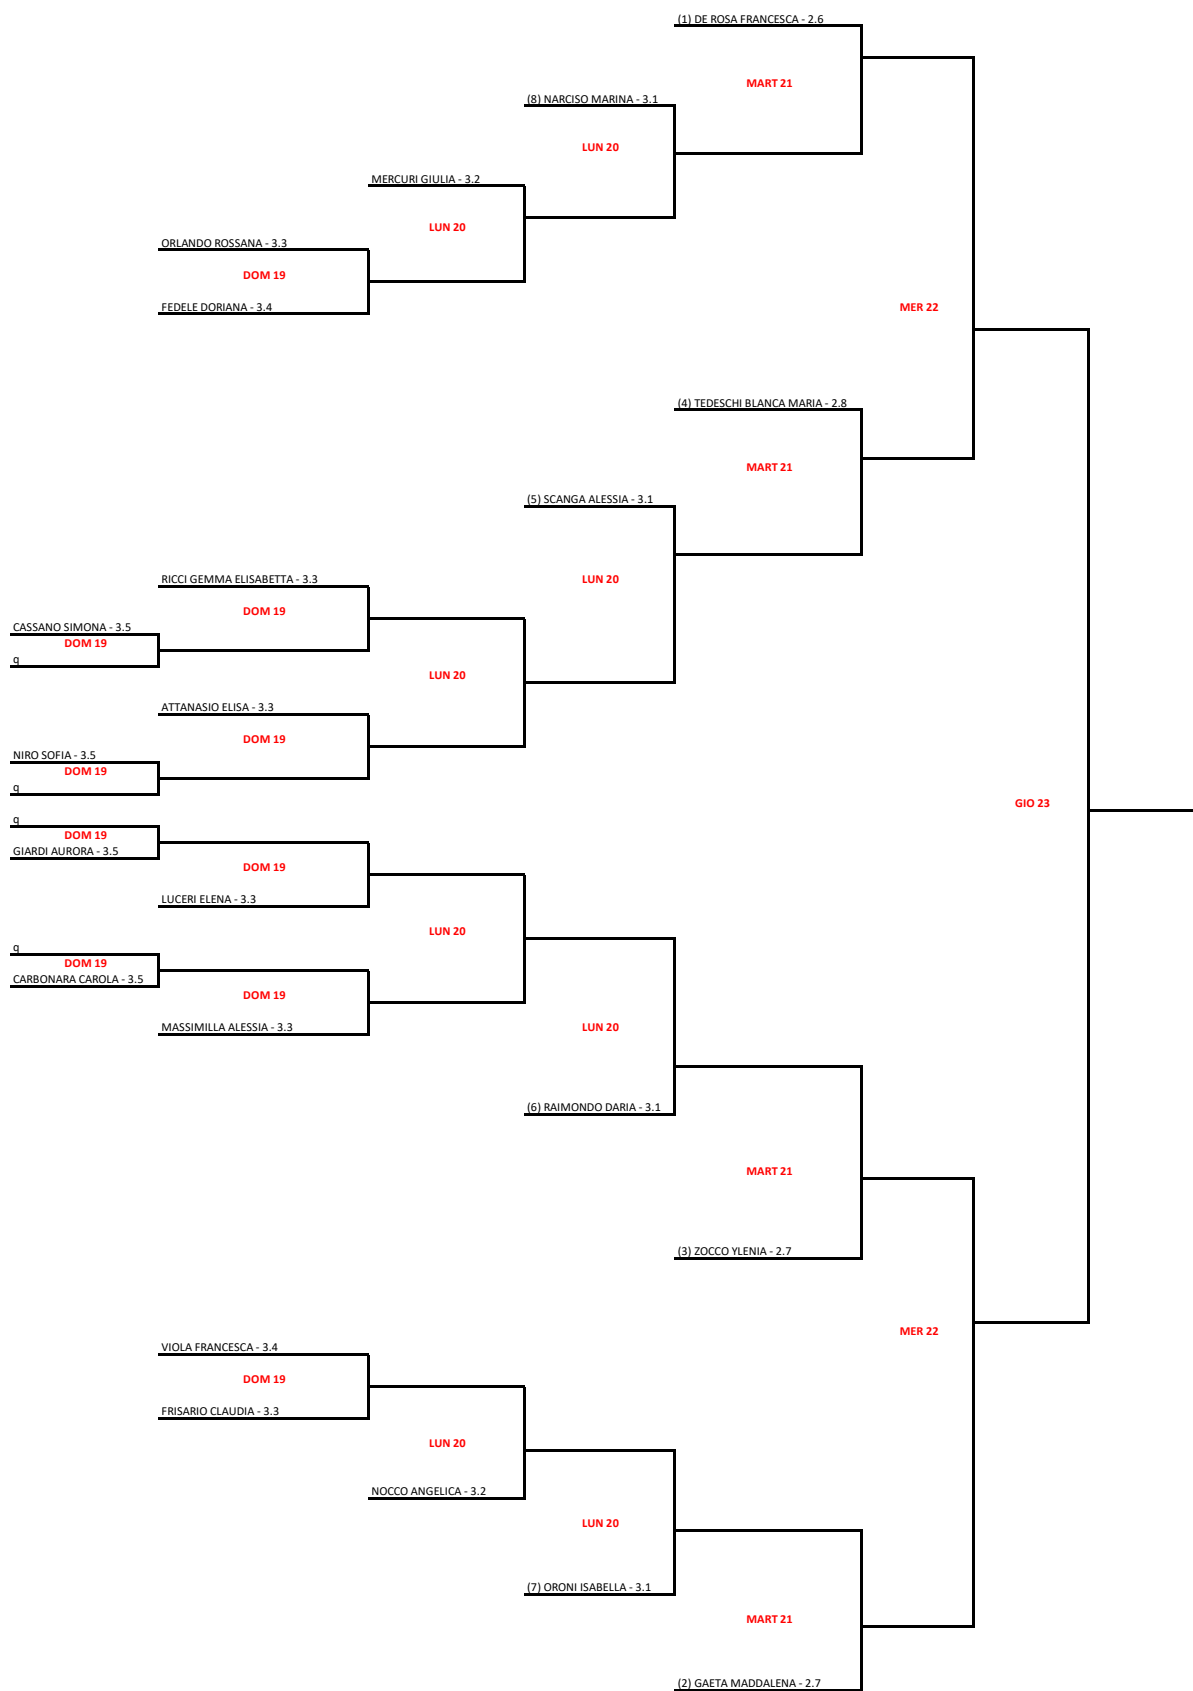 (1) DE ROSA FRANCESCA - 2.6
MART 21
(8) NARCISO MARINA - 3.1
LUN 20
MERCURI GIULIA - 3.2
LUN 20
ORLANDO ROSSANA - 3.3
DOM 19
FEDELE DORIANA - 3.4
MER 22
(4) TEDESCHI BLANCA MARIA - 2.8
MART 21
(5) SCANGA ALESSIA - 3.1
LUN 20
RICCI GEMMA ELISABETTA - 3.3
DOM 19
CASSANO SIMONA - 3.5
DOM 19
q
LUN 20
ATTANASIO ELISA - 3.3
DOM 19
NIRO SOFIA - 3.5
DOM 19
q
GIO 23
q
DOM 19
GIARDI AURORA - 3.5
DOM 19
LUCERI ELENA - 3.3
LUN 20
q
DOM 19
CARBONARA CAROLA - 3.5
DOM 19
MASSIMILLA ALESSIA - 3.3
LUN 20
(6) RAIMONDO DARIA - 3.1
MART 21
(3) ZOCCO YLENIA - 2.7
MER 22
VIOLA FRANCESCA - 3.4
DOM 19
FRISARIO CLAUDIA - 3.3
LUN 20
NOCCO ANGELICA - 3.2
LUN 20
(7) ORONI ISABELLA - 3.1
MART 21
(2) GAETA MADDALENA - 2.7